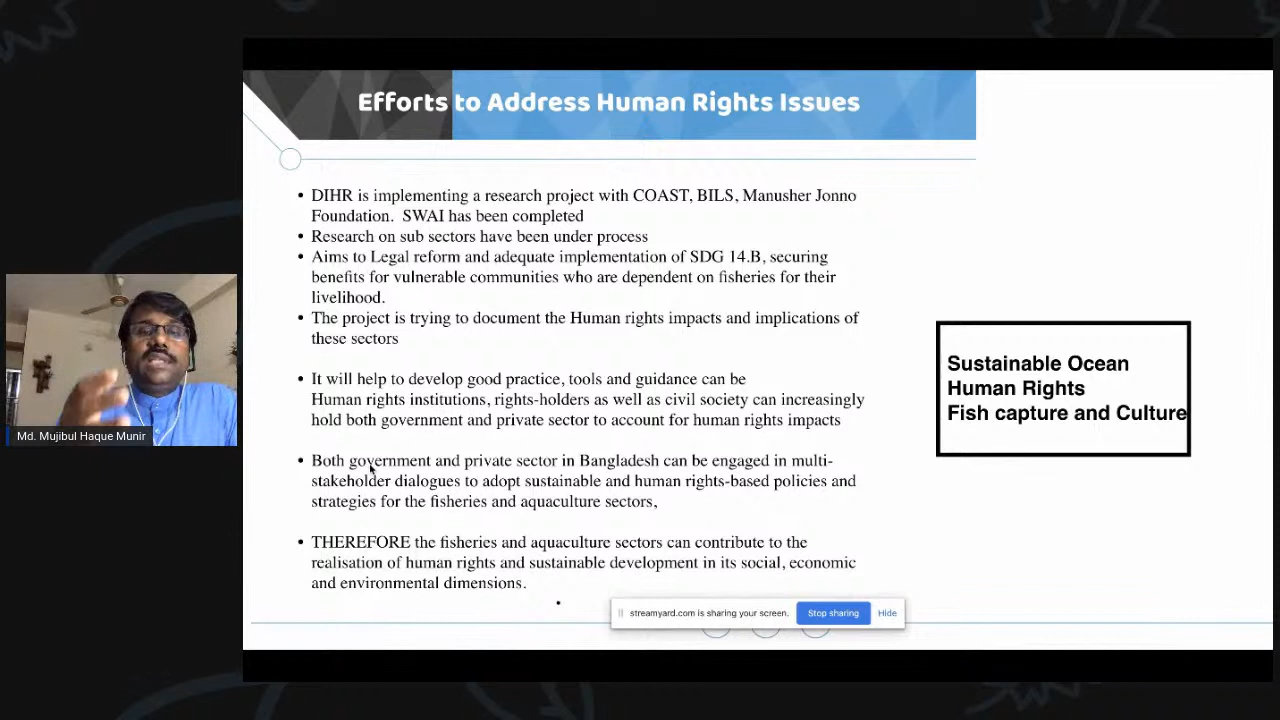 Efforts to Address Human Rights Issues
• DIHR is implementing a research project with COAST, BILS, Manusher Jonno
Foundation. SWAI has been completed
• Research on sub sectors have been under process
• Aims to Legal reform and adequate implementation of SDG 14.B, securing
benefits for vulnerable communities who are dependent on fisheries for their
livelihood.
• The project is trying to document the Human rights impacts and implications of
these sectors
• It will help to develop good practice, tools and guidance can be
Human rights institutions, rights-holders as well as civil society can increasingly
hold both government and private sector to account for human rights impacts
• Both government and private sector in Bangladesh can be engaged in multi-
stakeholder dialogues to adopt sustainable and human rights-based policies and
strategies for the fisheries and aquaculture sectors,
• THEREFORE the fisheries and aquaculture sectors can contribute to the
realisation of human rights and sustainable development in its social, economic
and environmental dimensions.
•
Sustainable Ocean
Human Rights
Fish capture and Culture
Md. Mujibul Haque Munir
streamyard.com is sharing your screen. Stop sharing Hide